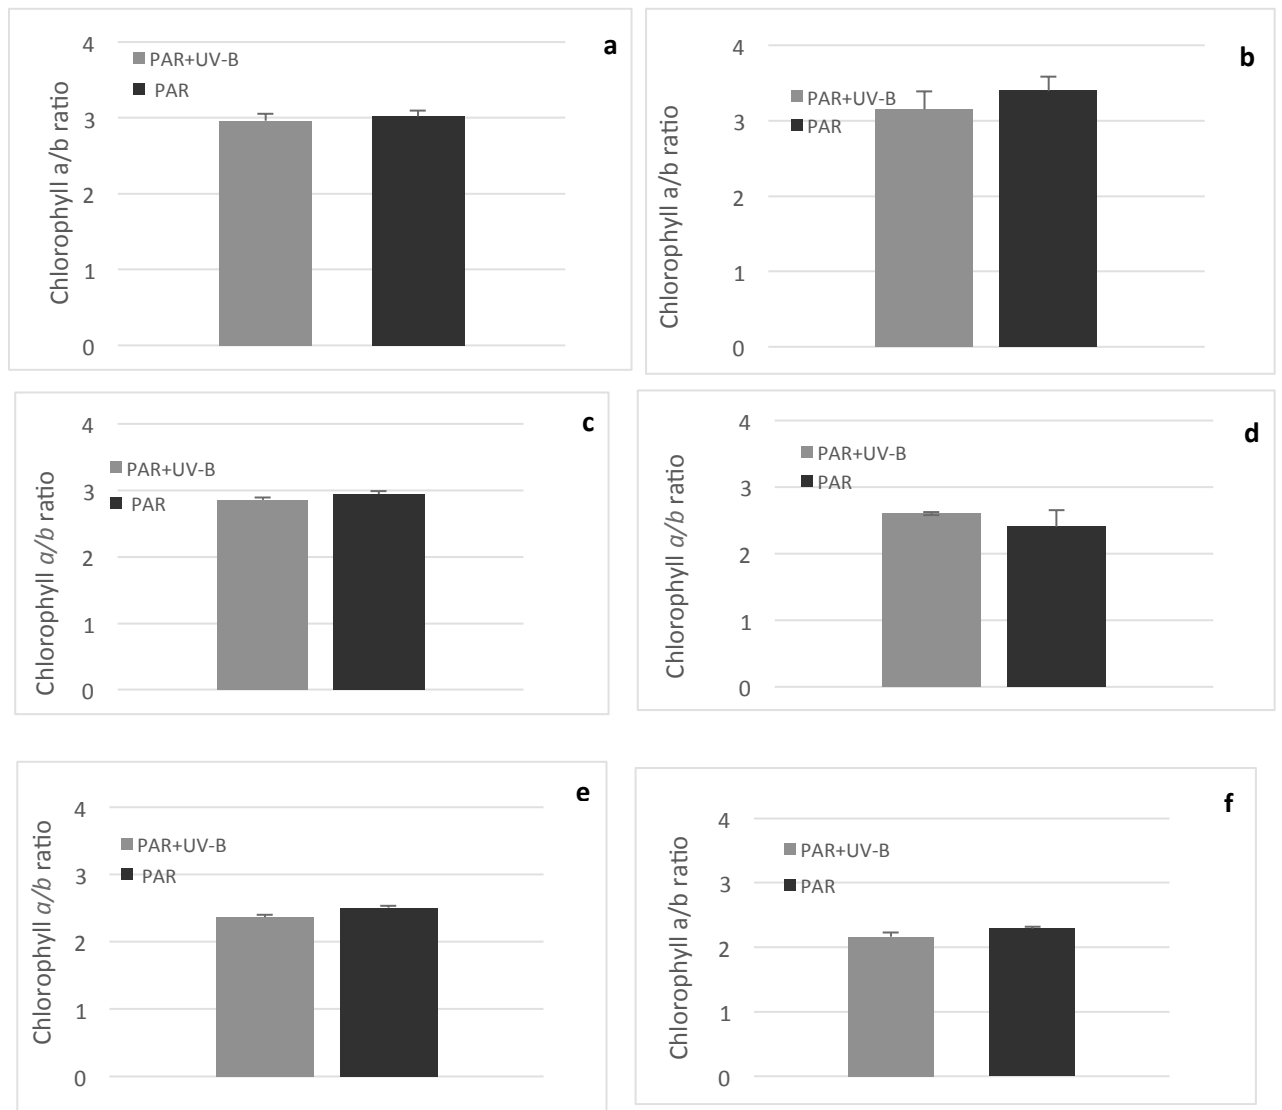 a
4
3
2
1
0
Chlorophyll a/b ratio
PAR+UV-B
PAR
b
4
3
2
1
0
Chlorophyll a/b ratio
PAR+UV-B
PAR
c
4
3
2
1
0
Chlorophyll a/b ratio
PAR+UV-B
PAR
d
4
3
2
1
0
Chlorophyll a/b ratio
PAR+UV-B
PAR
e
4
3
2
1
0
Chlorophyll a/b ratio
PAR+UV-B
PAR
f
4
3
2
1
0
Chlorophyll a/b ratio
PAR+UV-B
PAR